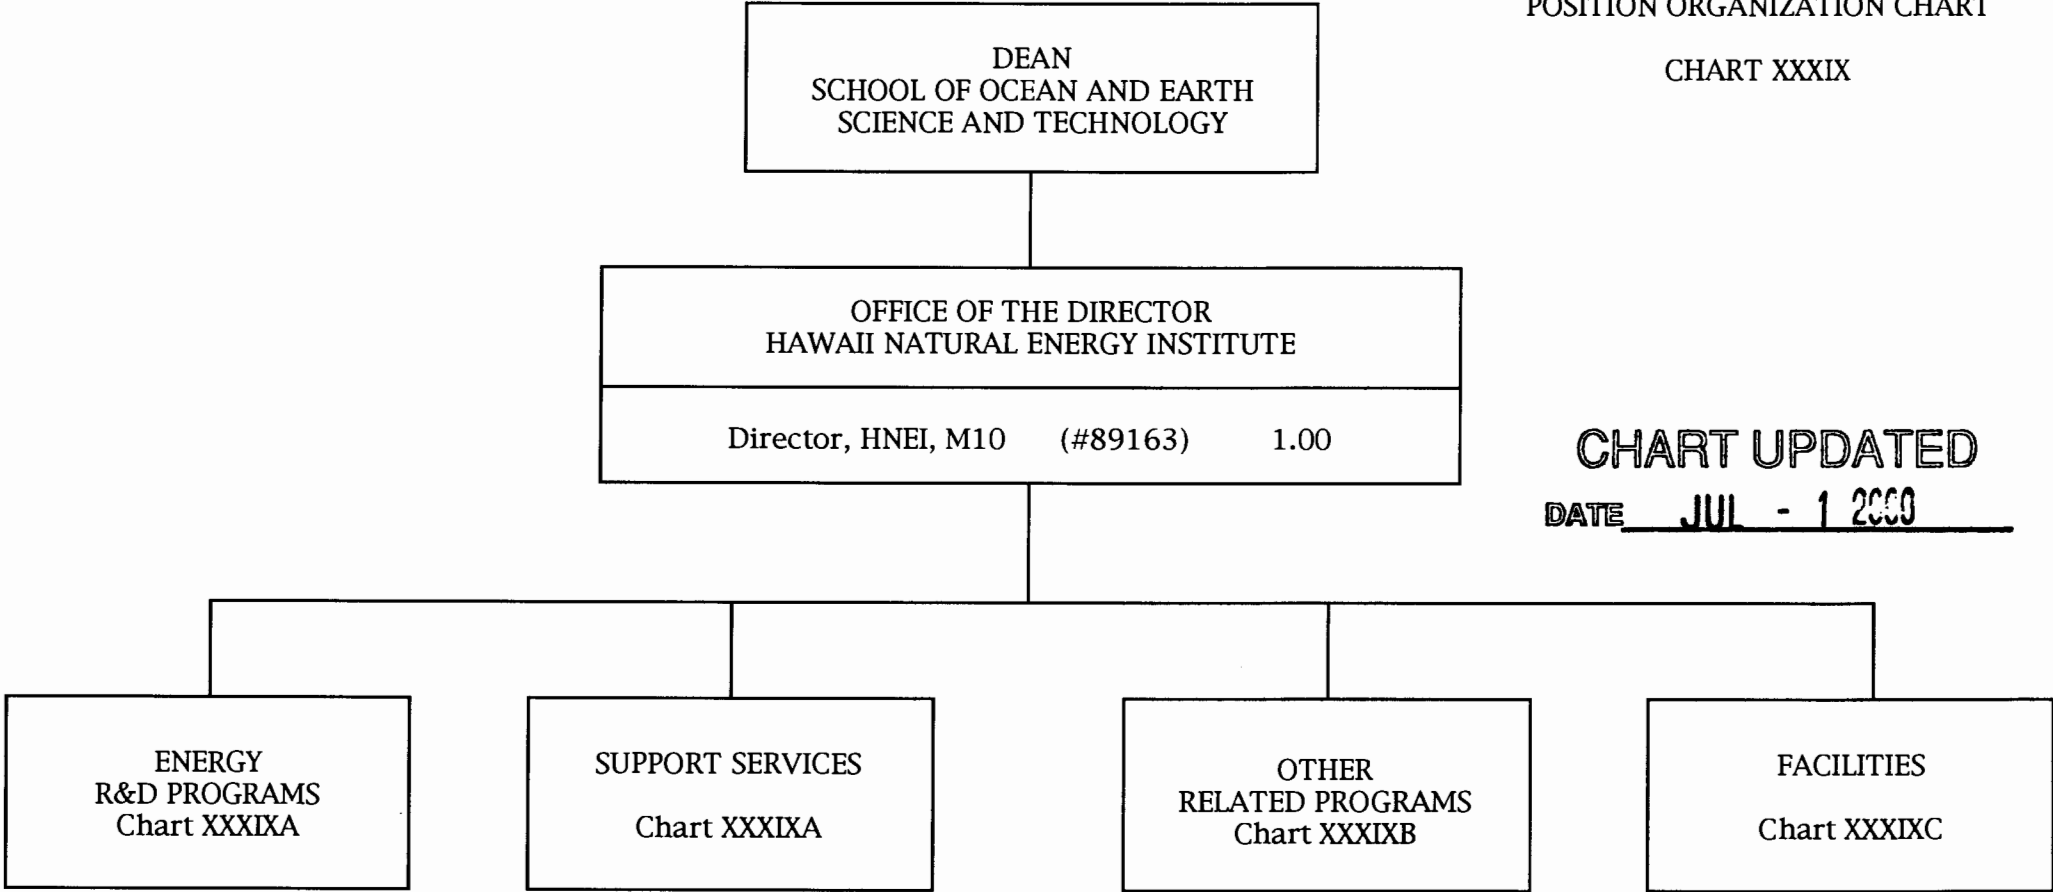 POSITION ORGANIZATION CHART
CHART XXXIX
DEAN
SCHOOL OF OCEAN AND EARTH
SCIENCE AND TECHNOLOGY
OFFICE OF THE DIRECTOR
HAWAII NATURAL ENERGY INSTITUTE
Director, HNEI, M10 (#89163) 1.00
CHART UPDATED
DATE JUL - 1
ENERGY
R&D PROGRAMS
Chart XXXIXA
SUPPORT SERVICES
Chart XXXIXA
OTHER
RELATED PROGRAMS
Chart XXXIXB
FACILITIES
Chart XXXIXC